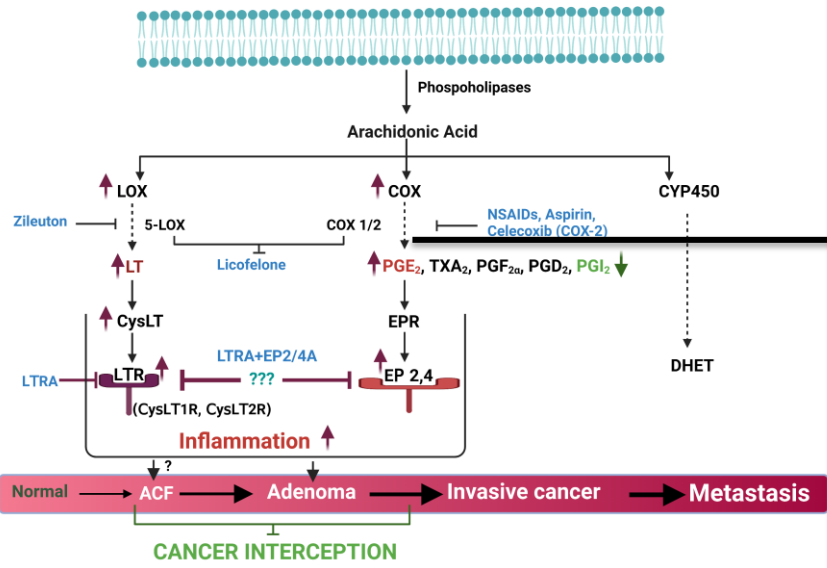 Phospoholipases
Arachidonic Acid
LOX
COX
CYP450
Zileuton
5-LOX
COX 1/2
NSAIDs, Aspirin,
Celecoxib (COX-2)
Licofelone
LT
PGE₂, TXA₂, PGF₂α, PGD₂, PGI₂
CysLT
EPR
LTRA+EP2/4A
DHET
LTRA
LTR
???
EP 2,4
(CysLT1R, CysLT2R)
Inflammation
?
Normal
ACF
Adenoma
Invasive cancer
Metastasis
CANCER INTERCEPTION